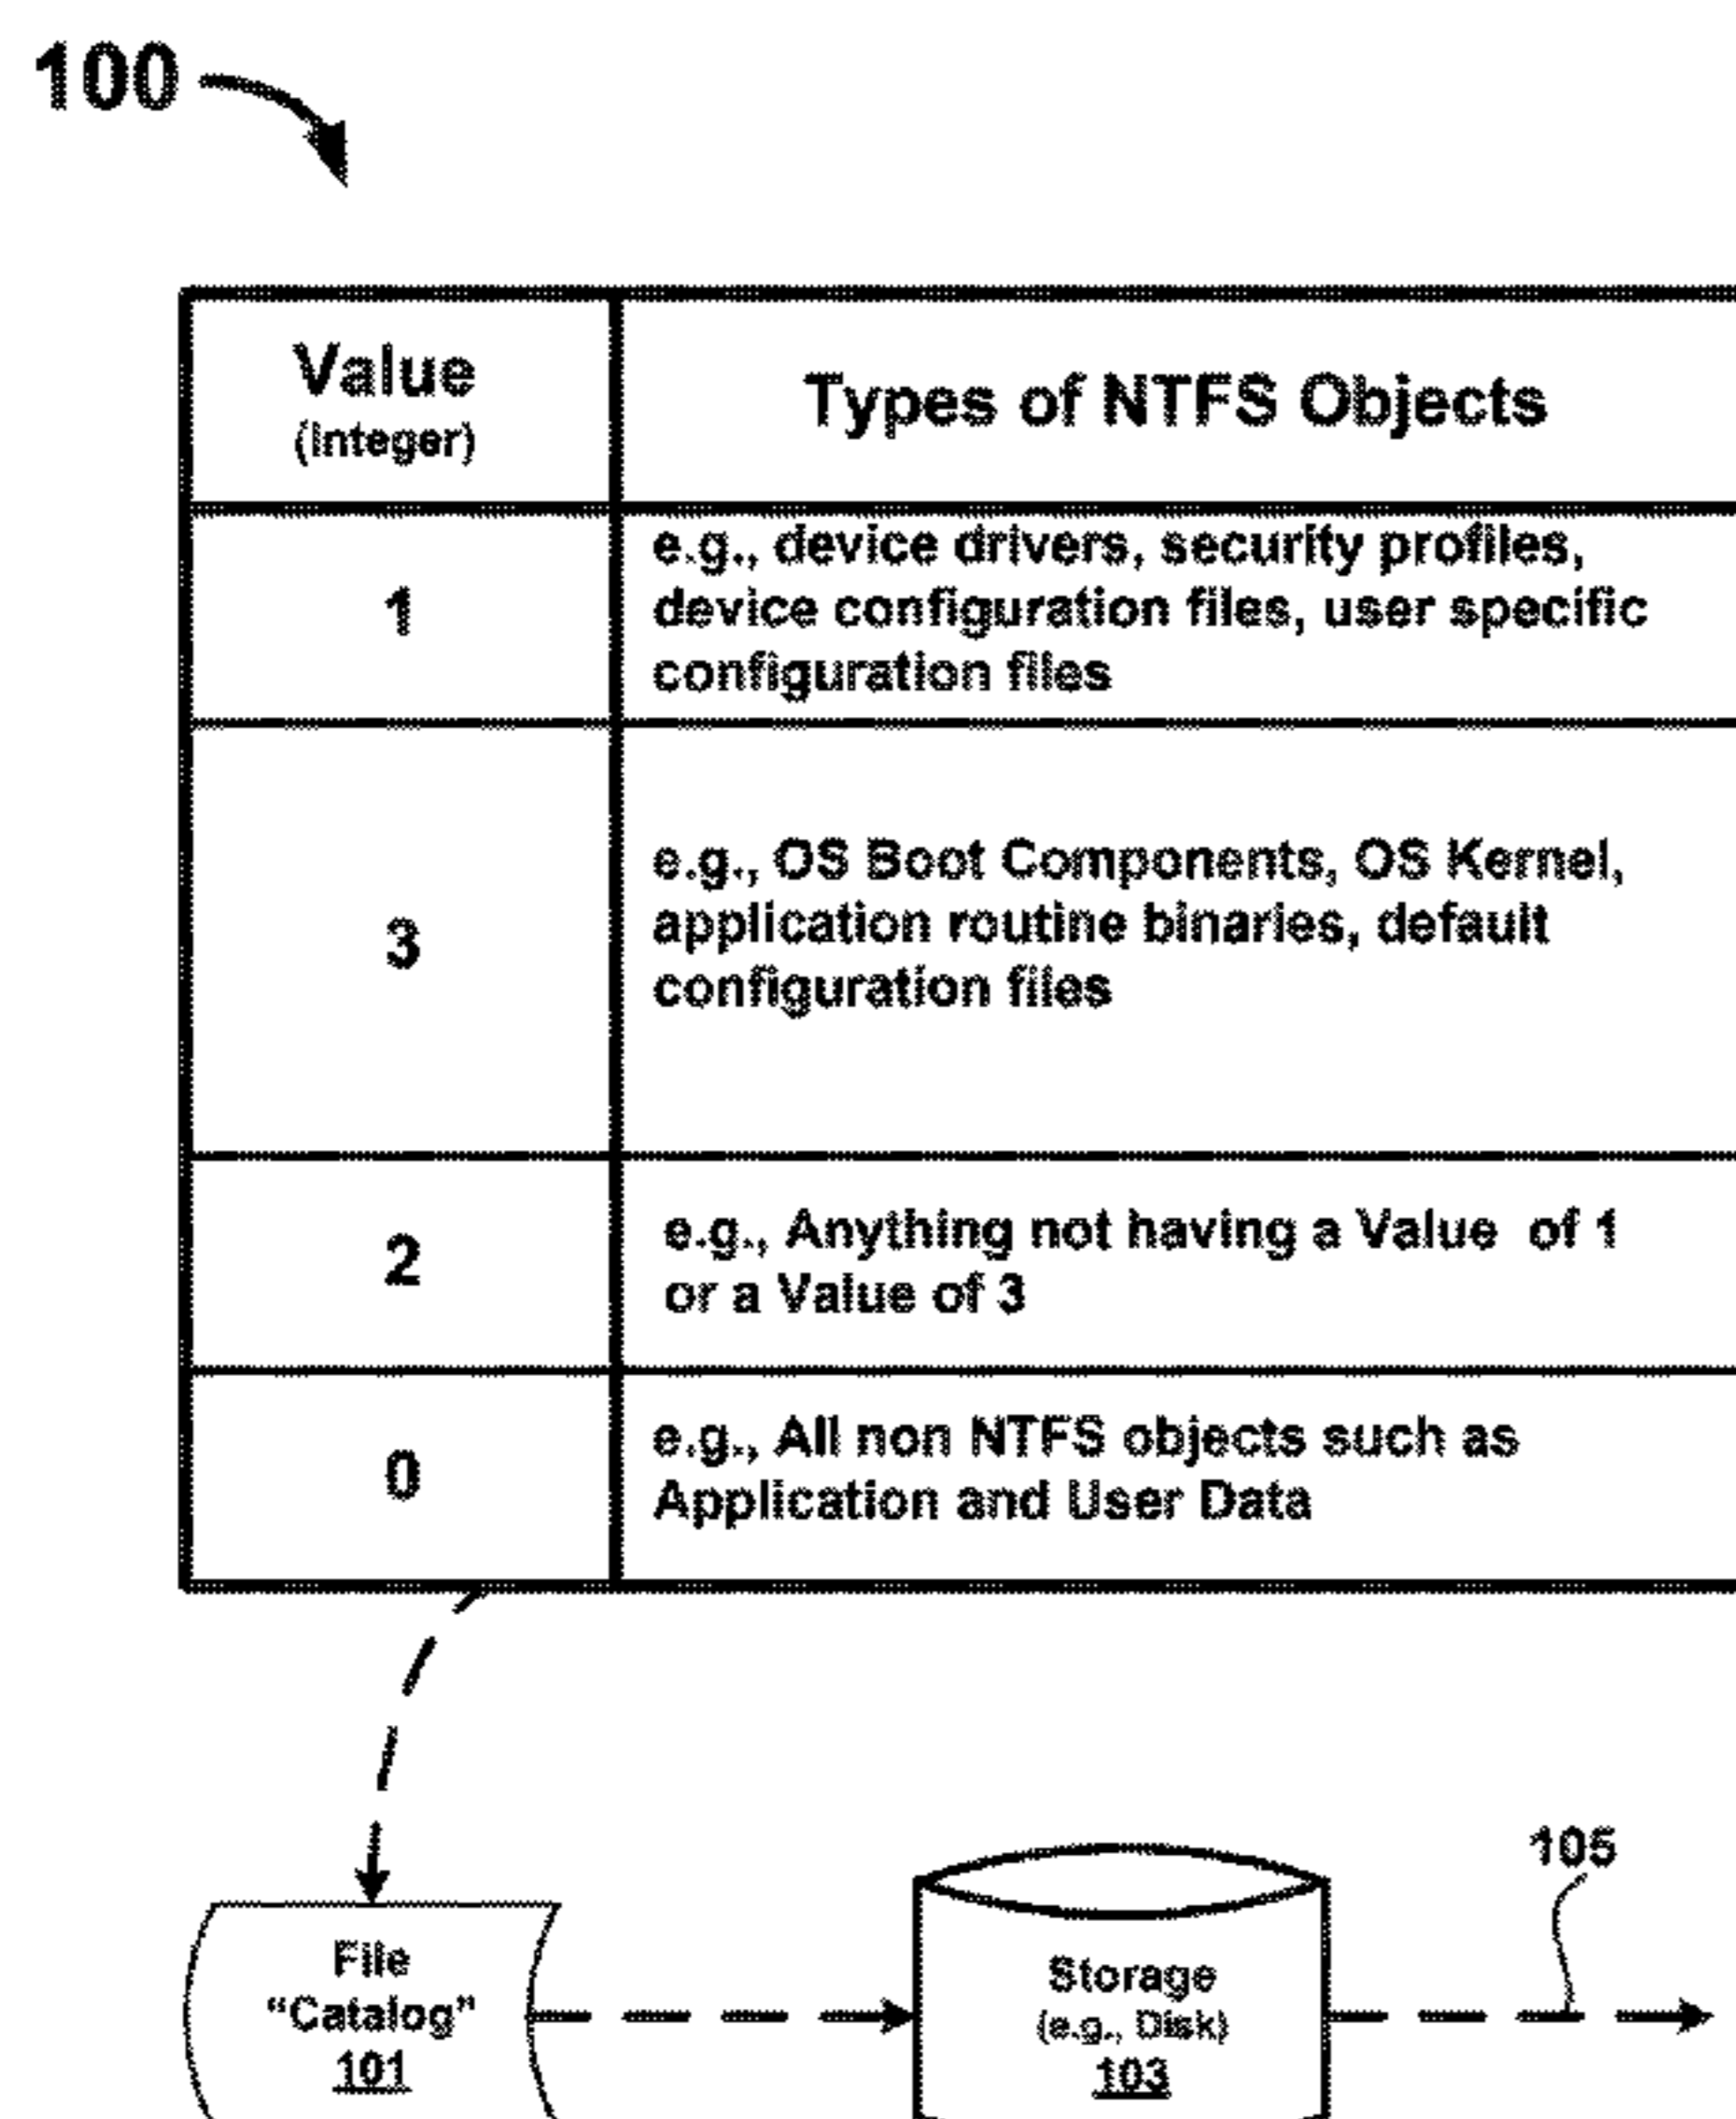 100
Value
(Integer)
Types of NTFS Objects
1
e.g., device drivers, security profiles,
device configuration files, user specific
configuration files
3
e.g., OS Boot Components, OS Kernel,
application routine binaries, default
configuration files
2
e.g., Anything not having a Value of 1
or a Value of 3
0
e.g., All non NTFS objects such as
Application and User Data
105
File
“Catalog”
101
Storage
(e.g., Disk)
103